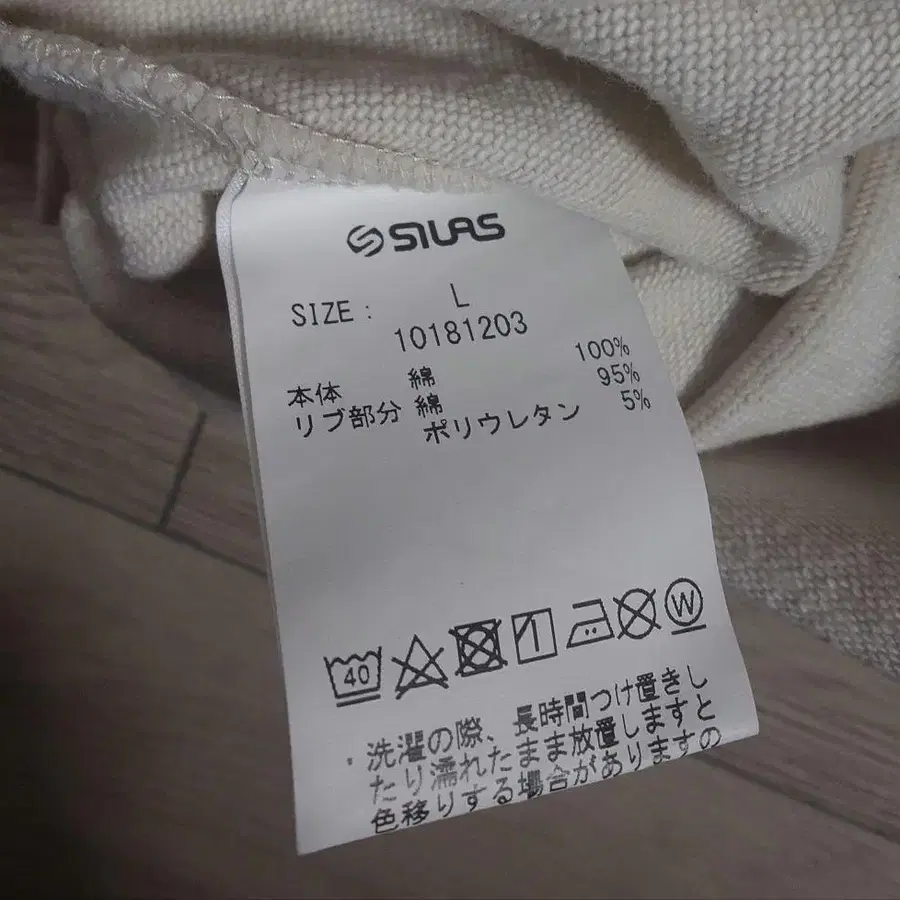 SILAS
SIZE : L
10181203
本体 綿 100%
リブ部分 綿 95%
ポリウレタン 5%
40 W
・洗濯の際、長時間つけ置きし
たり濡れたまま放置しますと
色移りする場合がありますの